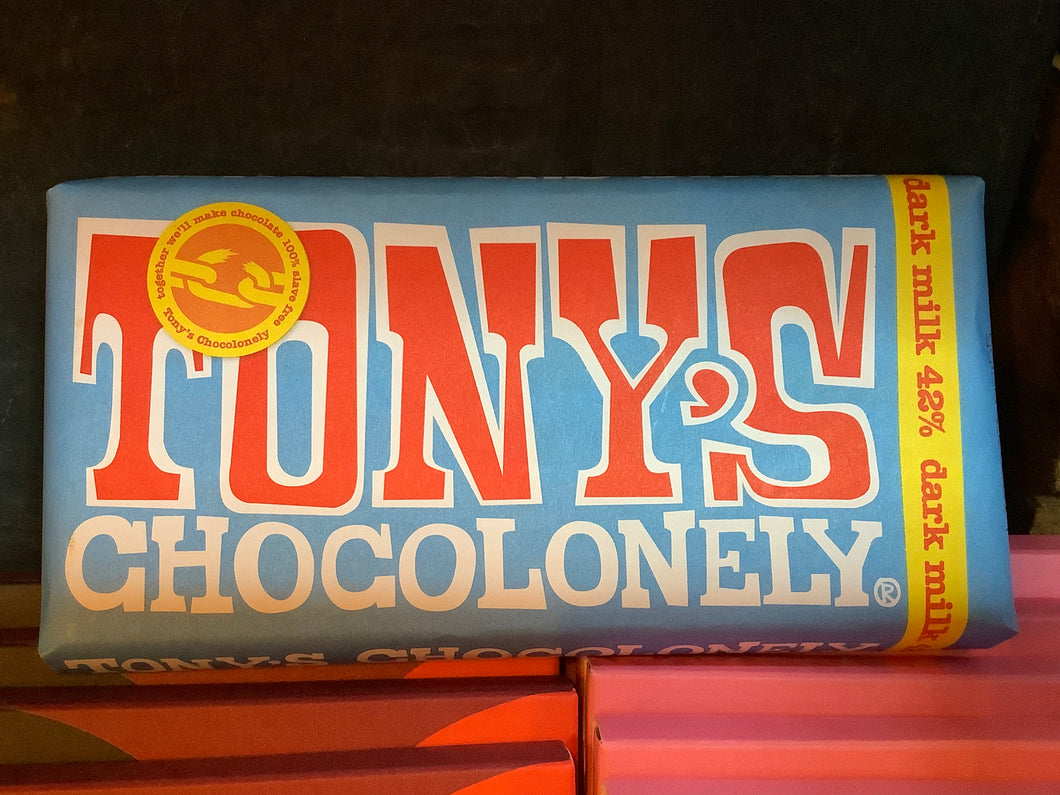 together we'll make chocolate 100% slave free
Tony's Chocolonely
TONY'S
CHOCOLONELY®
dark milk 42% dark milk
TONY'S CHOCOLONELY